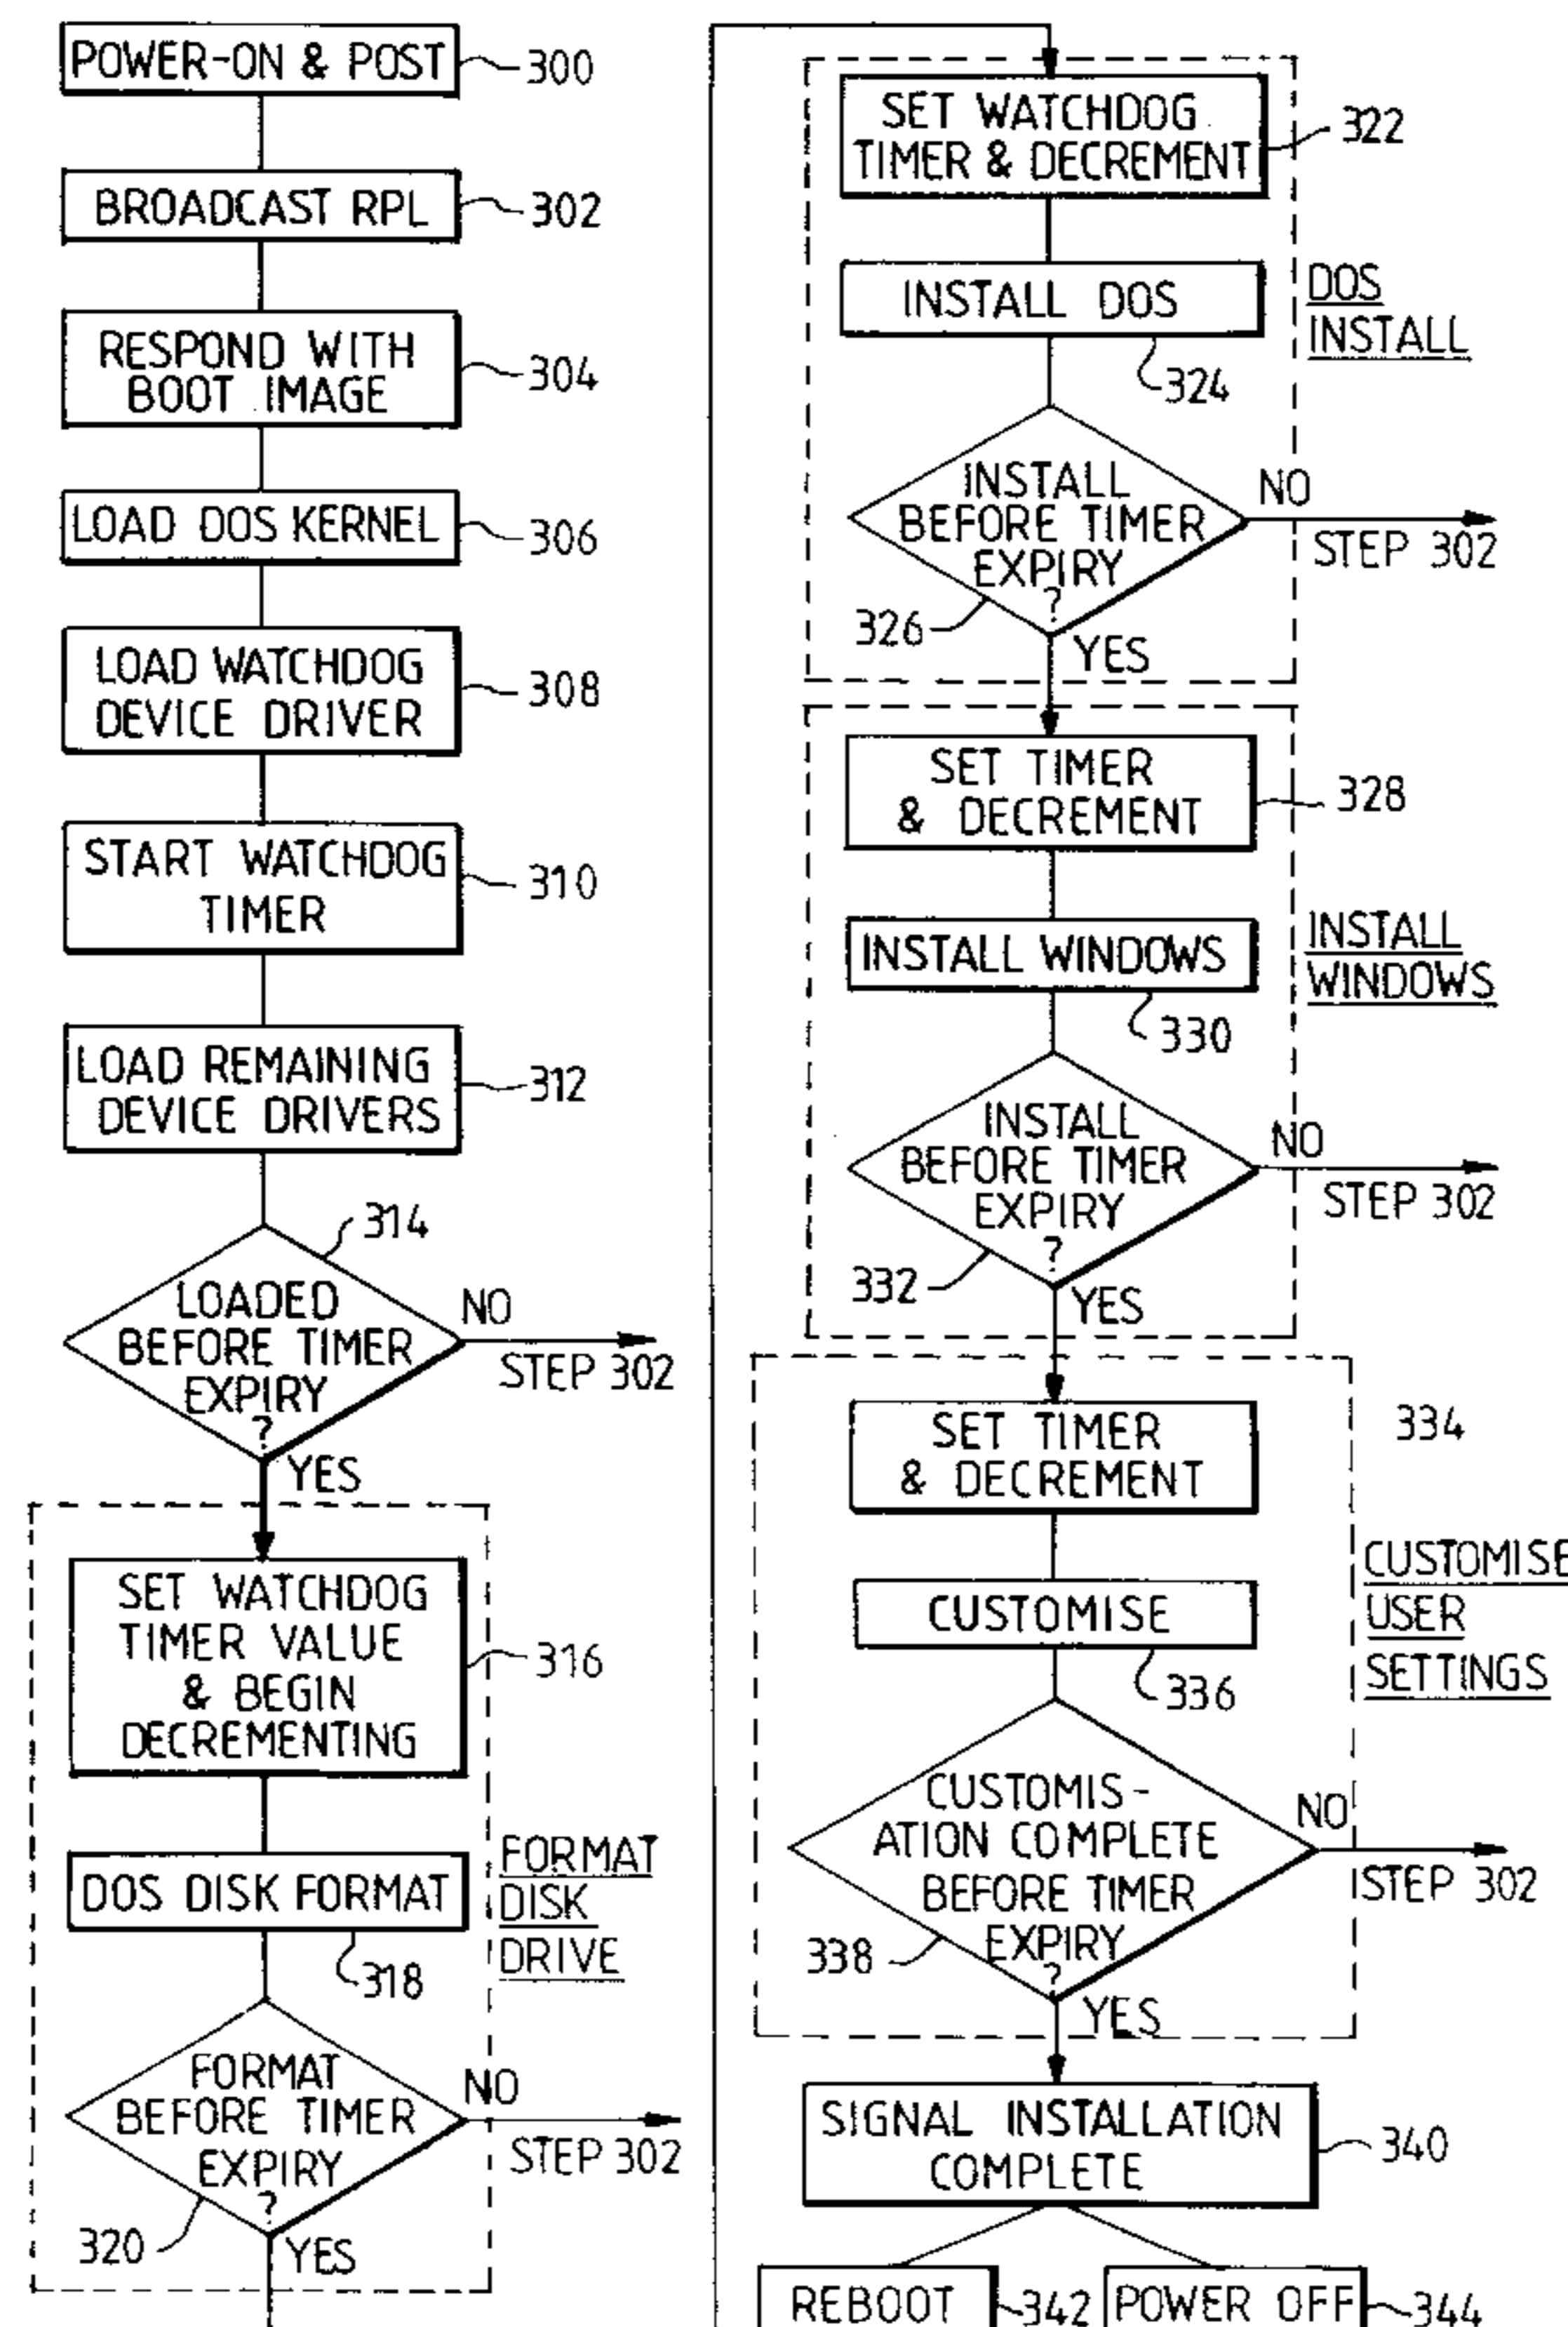 POWER-ON & POST
300
BROADCAST RPL
302
RESPOND WITH
BOOT IMAGE
304
LOAD DOS KERNEL
306
LOAD WATCHDOG
DEVICE DRIVER
308
START WATCHDOG
TIMER
310
LOAD REMAINING
DEVICE DRIVERS
312
314
LOADED
BEFORE TIMER
EXPIRY
?
NO
STEP 302
YES
SET WATCHDOG
TIMER VALUE
& BEGIN
DECREMENTING
316
DOS DISK FORMAT
318
FORMAT
DISK
DRIVE
FORMAT
BEFORE TIMER
EXPIRY
?
320
NO
STEP 302
YES
SET WATCHDOG
TIMER & DECREMENT
322
INSTALL DOS
324
DOS
INSTALL
INSTALL
BEFORE TIMER
EXPIRY
?
326
NO
STEP 302
YES
SET TIMER
& DECREMENT
328
INSTALL WINDOWS
330
INSTALL
WINDOWS
INSTALL
BEFORE TIMER
EXPIRY
?
332
NO
STEP 302
YES
SET TIMER
& DECREMENT
334
CUSTOMISE
336
CUSTOMISE
USER
SETTINGS
CUSTOMIS-
ATION COMPLETE
BEFORE TIMER
EXPIRY
?
338
NO
STEP 302
YES
SIGNAL INSTALLATION
COMPLETE
340
REBOOT
342
POWER OFF
344